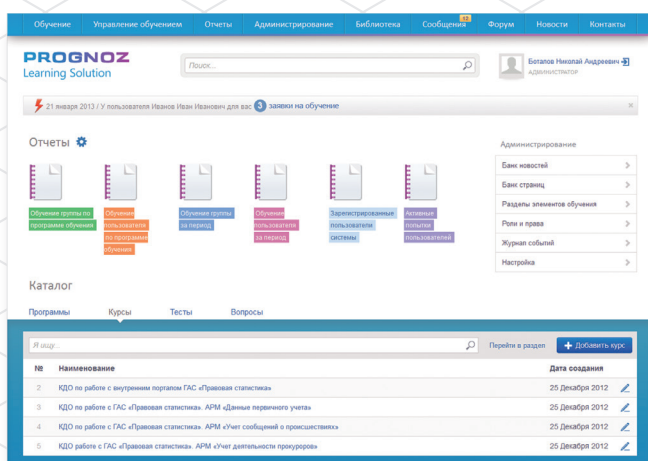 Обучение Управление обучением Отчеты Администрирование Библиотека Сообщения 13 Форум Новости Контакты
PROGNOZ
Learning Solution
Поиск...
Ботапов Николай Андреевич
АДМИНИСТРАТОР
21 января 2013 / У пользователя Иванов Иван Иванович для вас 3 заявки на обучение
Отчеты
Обучение группы по
программе обучения
Обучение
пользователя
по программе
обучения
Обучение группы
за период
Обучение
пользователя
за период
Зарегистрированные
пользователи
системы
Активные
попытки
пользователей
Администрирование
Банк новостей
Банк страниц
Разделы элементов обучения
Роли и права
Журнал событий
Настройка
Каталог
Программы Курсы Тесты Вопросы
Я ищу... Перейти в раздел Добавить курс
№ Наименование Дата создания
2 КДО по работе с внутренним порталом ГАС «Правовая статистика» 25 Декабря 2012
3 КДО по работе с ГАС «Правовая статистика». АРМ «Данные первичного учета» 25 Декабря 2012
4 КДО по работе с ГАС «Правовая статистика». АРМ «Учет сообщений о происшествиях» 25 Декабря 2012
5 КДО работе с ГАС «Правовая статистика». АРМ «Учет деятельности прокуроров» 25 Декабря 2012